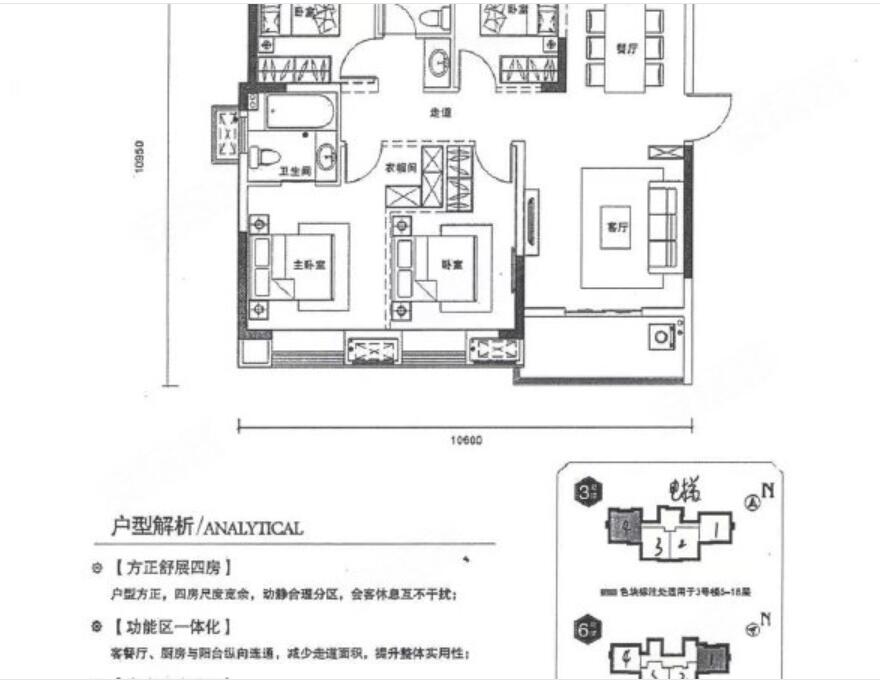 卧室
卧室
餐厅
走道
10950
卫生间
衣帽间
主卧室
卧室
客厅
10600
户型解析/ANALYTICAL
【方正舒展四房】
户型方正，四房尺度宽余，动静合理分区，会客休息互不干扰；
【功能区一体化】
客餐厅、厨房与阳台纵向连通，减少走道面积，提升整体实用性；
3
电梯
N
4
3
2
1
色块标注处适用于3号楼5-18层
6
N
4
1